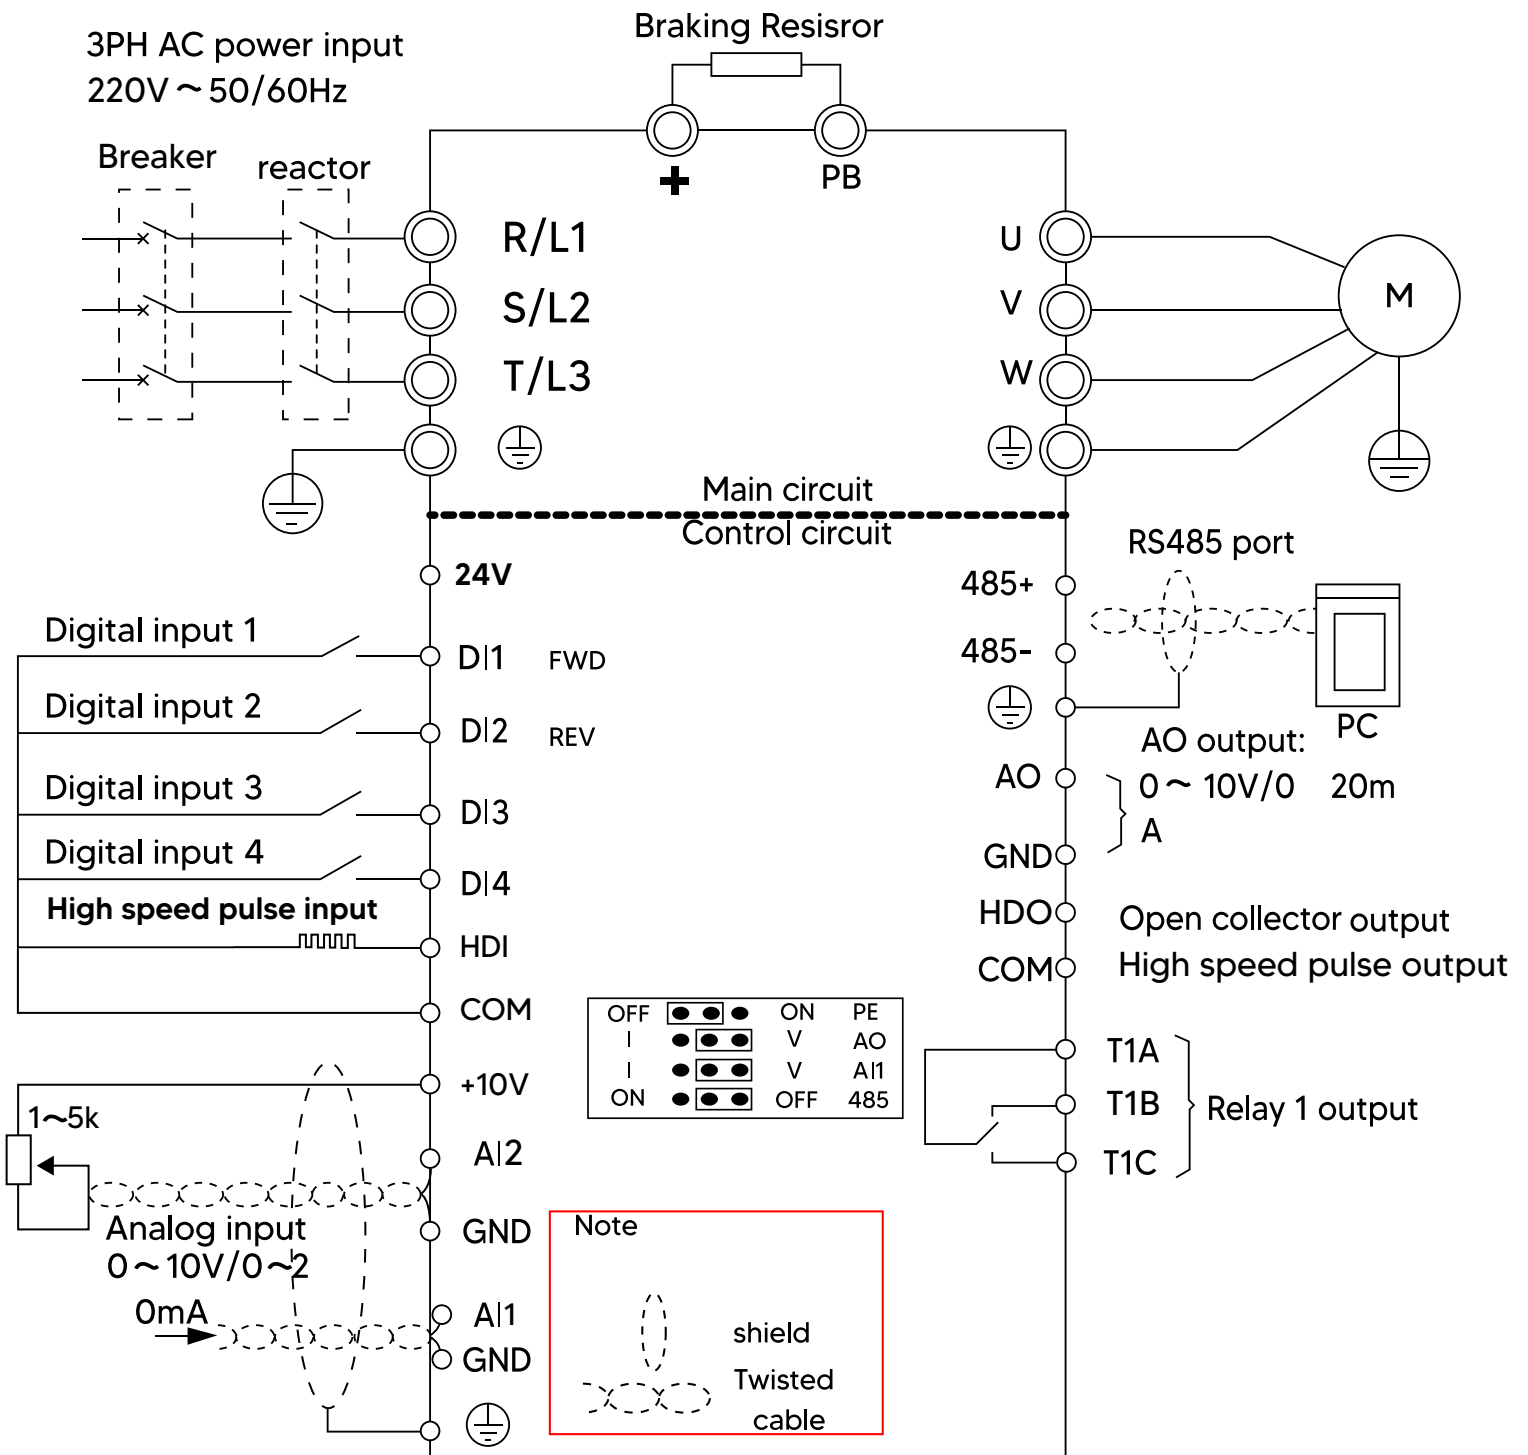 Braking Resisror
3PH AC power input
220V ~ 50/60Hz
Breaker
reactor
+
PB
R/L1
S/L2
T/L3
U
V
W
M
Main circuit
Control circuit
24V
Digital input 1
DI1 FWD
Digital input 2
DI2 REV
Digital input 3
DI3
Digital input 4
DI4
High speed pulse input
HDI
COM
+10V
1~5k
AI2
GND
Analog input
0 ~ 10V/0~2
0mA
AI1
GND
RS485 port
485+
485-
PC
AO output:
AO
0 ~ 10V/0 20m
A
GND
HDO
Open collector output
COM
High speed pulse output
OFF ON PE
I V AO
I V AI1
ON OFF 485
T1A
T1B
T1C
Relay 1 output
Note
shield
Twisted
cable